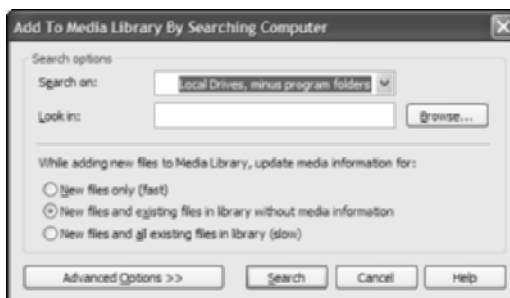 Add To Media Library By Searching Computer
Search options
Search on: Local Drives, minus program folders
Look in: Browse...
While adding new files to Media Library, update media information for:
New files only (fast)
New files and existing files in library without media information
New files and all existing files in library (slow)
Advanced Options >> Search Cancel Help